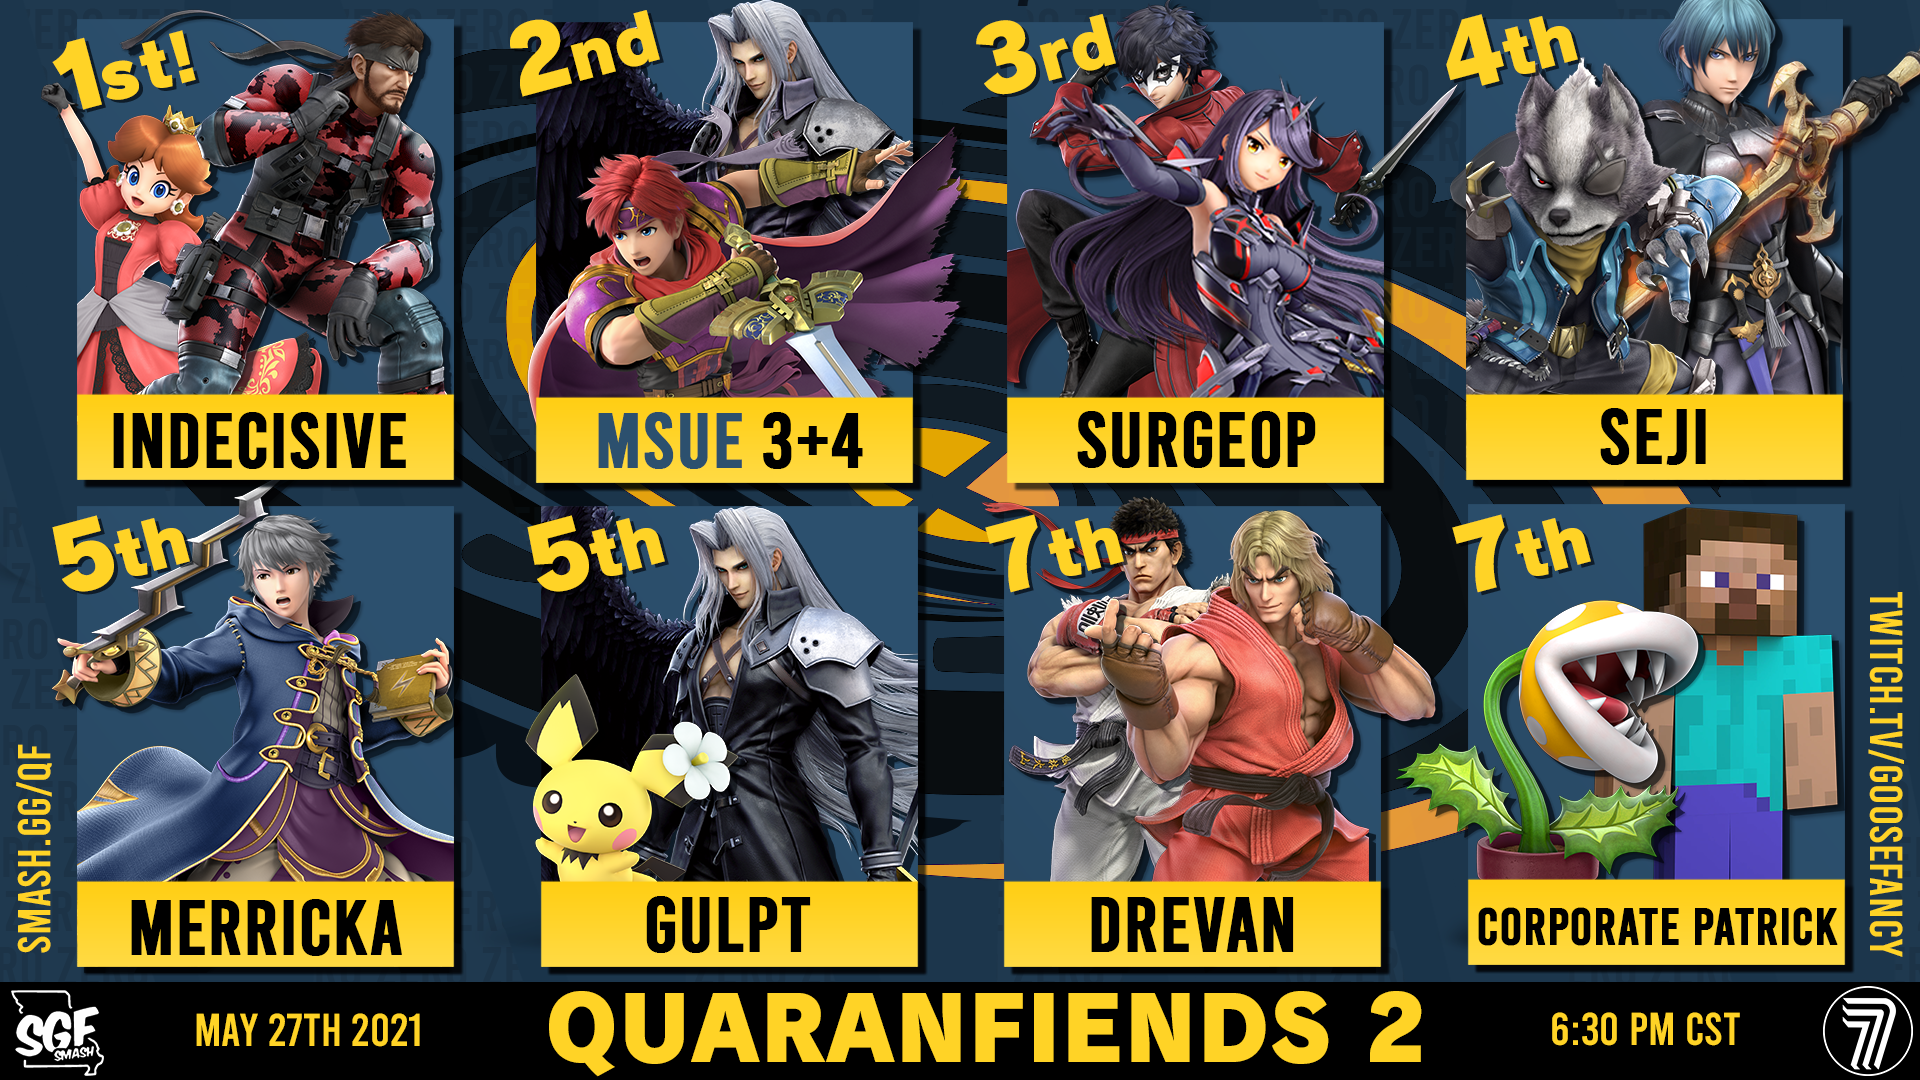 1st!
2nd
3rd
4th
INDECISIVE
MSUE 3+4
SURGEOP
SEJI
5th
5th
7th
7th
MERRICKA
GULPT
DREVAN
CORPORATE PATRICK
SMASH.GG/QF
TWITCH.TV/GOOSEFANCY
SGF
SMASH
MAY 27TH 2021
QUARANFIENDS 2
6:30 PM CST
7